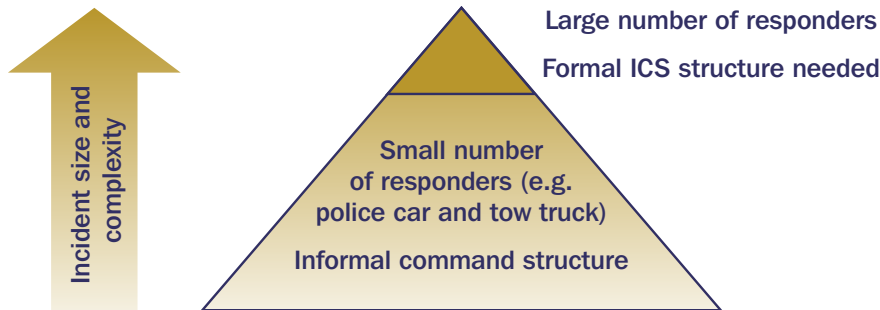 Large number of responders
Formal ICS structure needed
Incident size and
complexity
Small number
of responders (e.g.
police car and tow truck)
Informal command structure